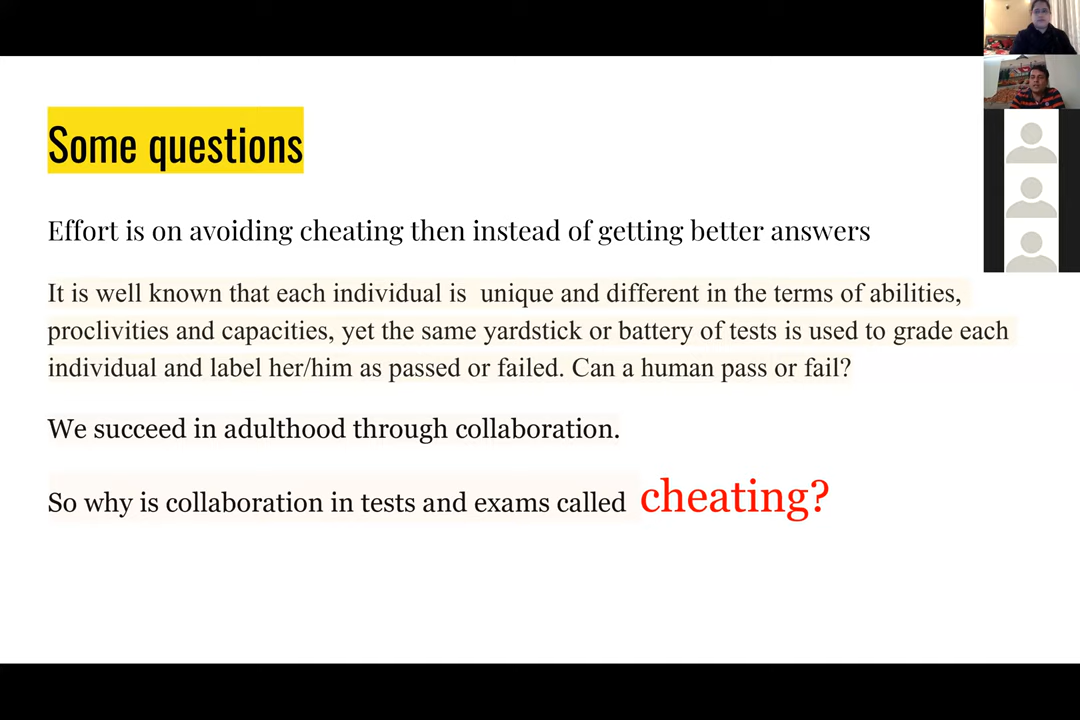 Some questions
Effort is on avoiding cheating then instead of getting better answers
It is well known that each individual is unique and different in the terms of abilities,
proclivities and capacities, yet the same yardstick or battery of tests is used to grade each
individual and label her/him as passed or failed. Can a human pass or fail?
We succeed in adulthood through collaboration.
So why is collaboration in tests and exams called cheating?